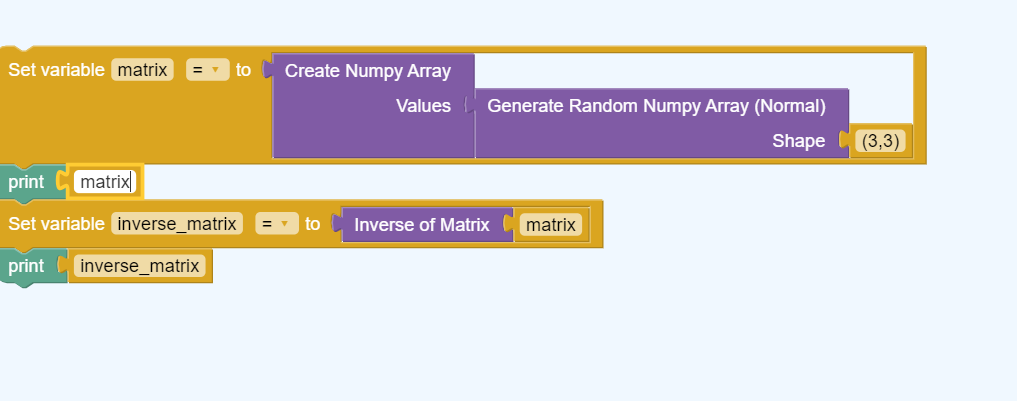 Set variable matrix = to Create Numpy Array
Values Generate Random Numpy Array (Normal)
Shape (3,3)
print matrix
Set variable inverse_matrix = to Inverse of Matrix matrix
print inverse_matrix